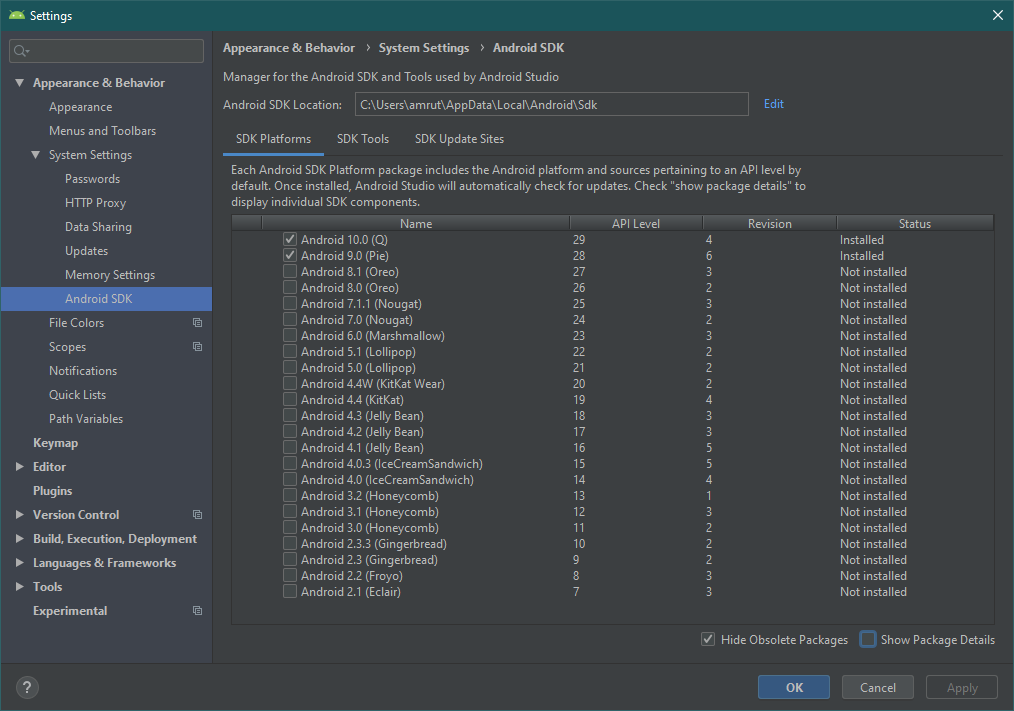 Settings
Appearance & Behavior
Appearance
Menus and Toolbars
System Settings
Passwords
HTTP Proxy
Data Sharing
Updates
Memory Settings
Android SDK
File Colors
Scopes
Notifications
Quick Lists
Path Variables
Keymap
Editor
Plugins
Version Control
Build, Execution, Deployment
Languages & Frameworks
Tools
Experimental
Appearance & Behavior › System Settings › Android SDK
Manager for the Android SDK and Tools used by Android Studio
Android SDK Location: C:\Users\amrut\AppData\Local\Android\Sdk Edit
SDK Platforms SDK Tools SDK Update Sites
Each Android SDK Platform package includes the Android platform and sources pertaining to an API level by
default. Once installed, Android Studio will automatically check for updates. Check "show package details" to
display individual SDK components.
Name API Level Revision Status
Android 10.0 (Q) 29 4 Installed
Android 9.0 (Pie) 28 6 Installed
Android 8.1 (Oreo) 27 3 Not installed
Android 8.0 (Oreo) 26 2 Not installed
Android 7.1.1 (Nougat) 25 3 Not installed
Android 7.0 (Nougat) 24 2 Not installed
Android 6.0 (Marshmallow) 23 3 Not installed
Android 5.1 (Lollipop) 22 2 Not installed
Android 5.0 (Lollipop) 21 2 Not installed
Android 4.4W (KitKat Wear) 20 2 Not installed
Android 4.4 (KitKat) 19 4 Not installed
Android 4.3 (Jelly Bean) 18 3 Not installed
Android 4.2 (Jelly Bean) 17 3 Not installed
Android 4.1 (Jelly Bean) 16 5 Not installed
Android 4.0.3 (IceCreamSandwich) 15 5 Not installed
Android 4.0 (IceCreamSandwich) 14 4 Not installed
Android 3.2 (Honeycomb) 13 1 Not installed
Android 3.1 (Honeycomb) 12 3 Not installed
Android 3.0 (Honeycomb) 11 2 Not installed
Android 2.3.3 (Gingerbread) 10 2 Not installed
Android 2.3 (Gingerbread) 9 2 Not installed
Android 2.2 (Froyo) 8 3 Not installed
Android 2.1 (Eclair) 7 3 Not installed
Hide Obsolete Packages Show Package Details
? OK Cancel Apply